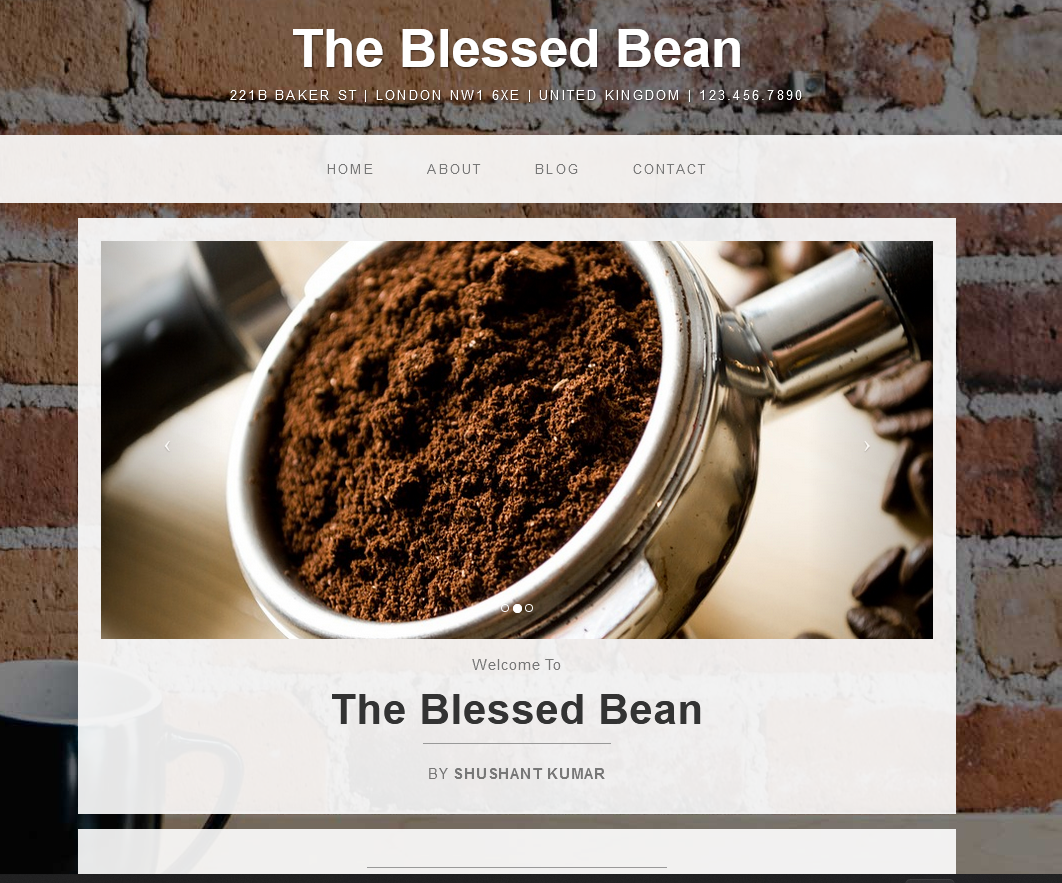 The Blessed Bean
221B BAKER ST | LONDON NW1 6XE | UNITED KINGDOM | 123.456.7890
HOME ABOUT BLOG CONTACT
Welcome To
The Blessed Bean
BY SHUSHANT KUMAR